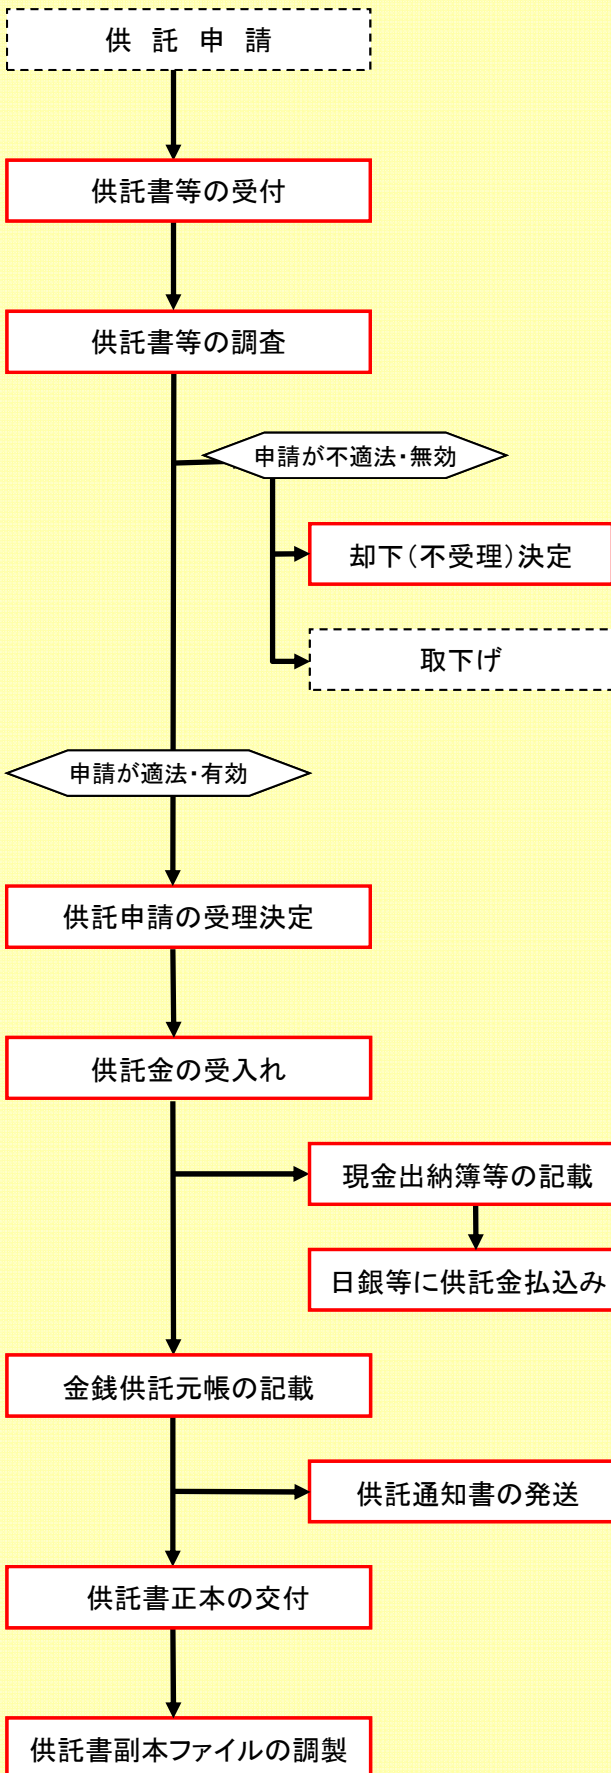 供託申請
供託書等の受付
供託書等の調査
申請が不適法・無効
却下(不受理)決定
取下げ
申請が適法・有効
供託申請の受理決定
供託金の受入れ
現金出納簿等の記載
日銀等に供託金払込み
金銭供託元帳の記載
供託通知書の発送
供託書正本の交付
供託書副本ファイルの調製